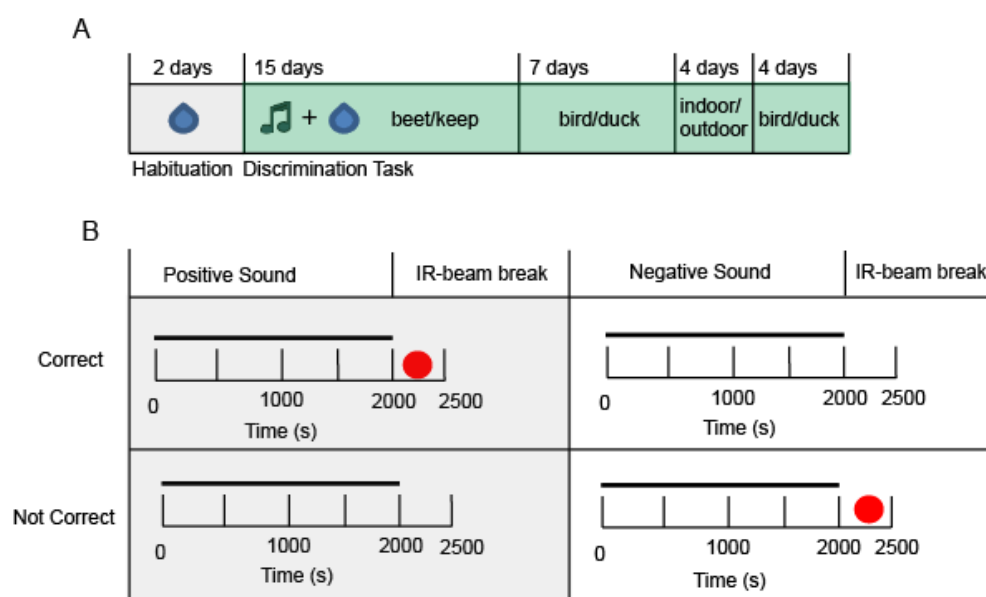 A
2 days 15 days 7 days 4 days 4 days
+ beet/keep bird/duck indoor/ bird/duck
outdoor
Habituation Discrimination Task
B
Positive Sound IR-beam break Negative Sound IR-beam break
Correct
0 1000 2000 2500 0 1000 2000 2500
Time (s) Time (s)
Not Correct
0 1000 2000 2500 0 1000 2000 2500
Time (s) Time (s)